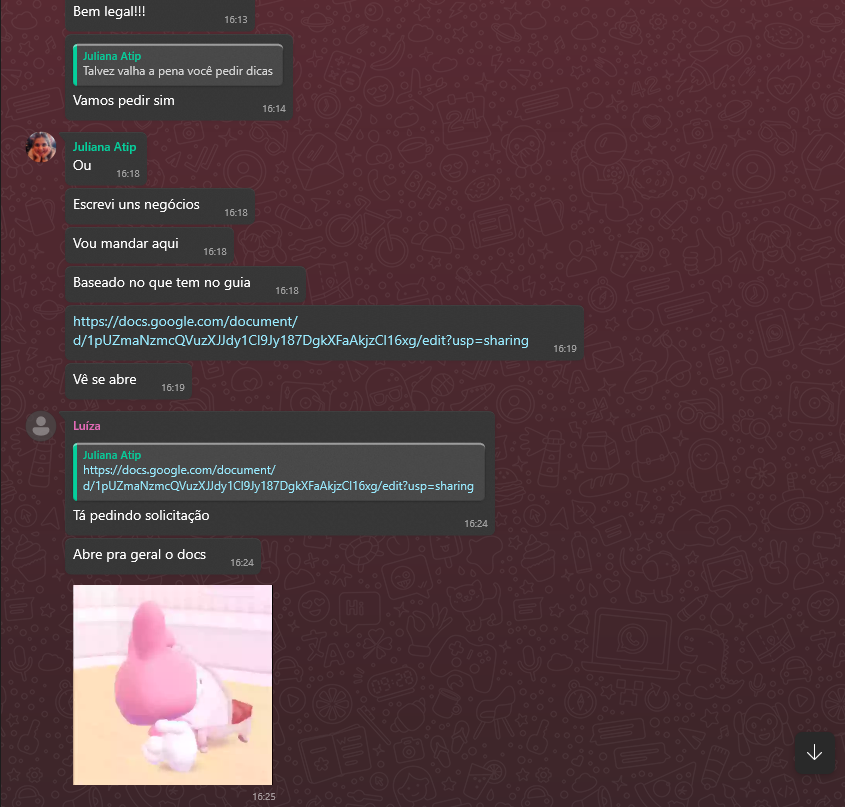 Bem legal!!!
16:13
Juliana Atip
Talvez valha a pena você pedir dicas
Vamos pedir sim
16:14
Juliana Atip
Ou
16:18
Escrevi uns negócios
16:18
Vou mandar aqui
16:18
Baseado no que tem no guia
16:18
https://docs.google.com/document/
d/1pUZmaNzmcQVuzXJJdy1Cl9Jy187DgkXFaAkjzCl16xg/edit?usp=sharing
16:19
Vê se abre
16:19
Luíza
Juliana Atip
https://docs.google.com/document/
d/1pUZmaNzmcQVuzXJJdy1Cl9Jy187DgkXFaAkjzCl16xg/edit?usp=sharing
Tá pedindo solicitação
16:24
Abre pra geral o docs
16:24
16:25